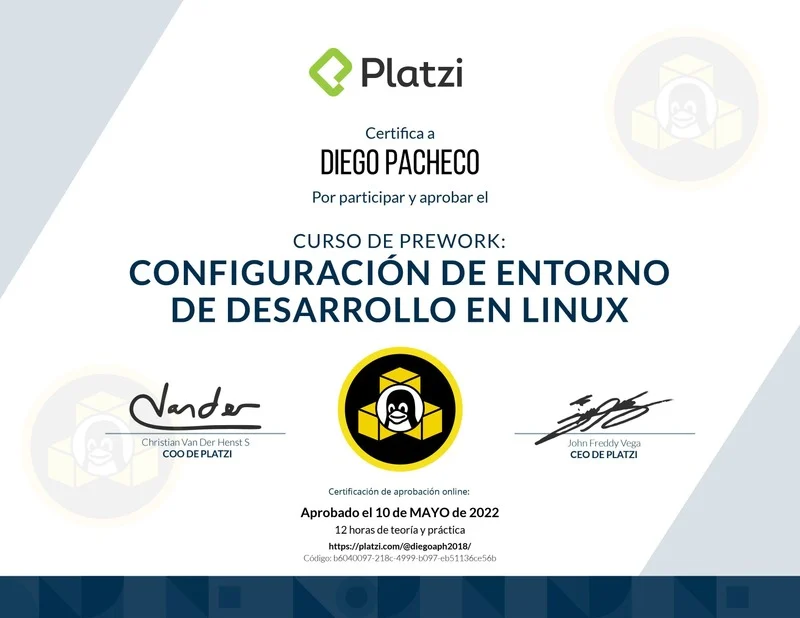 Platzi
Certifica a
DIEGO PACHECO
Por participar y aprobar el
CURSO DE PREWORK:
CONFIGURACIÓN DE ENTORNO
DE DESARROLLO EN LINUX
Vander
Christian Van Der Henst S
COO DE PLATZI
John Freddy Vega
CEO DE PLATZI
Certificación de aprobación online:
Aprobado el 10 de MAYO de 2022
12 horas de teoría y práctica
https://platzi.com/@diegoaph2018/
Código: b6040097-218c-4999-b097-eb51136ce56b